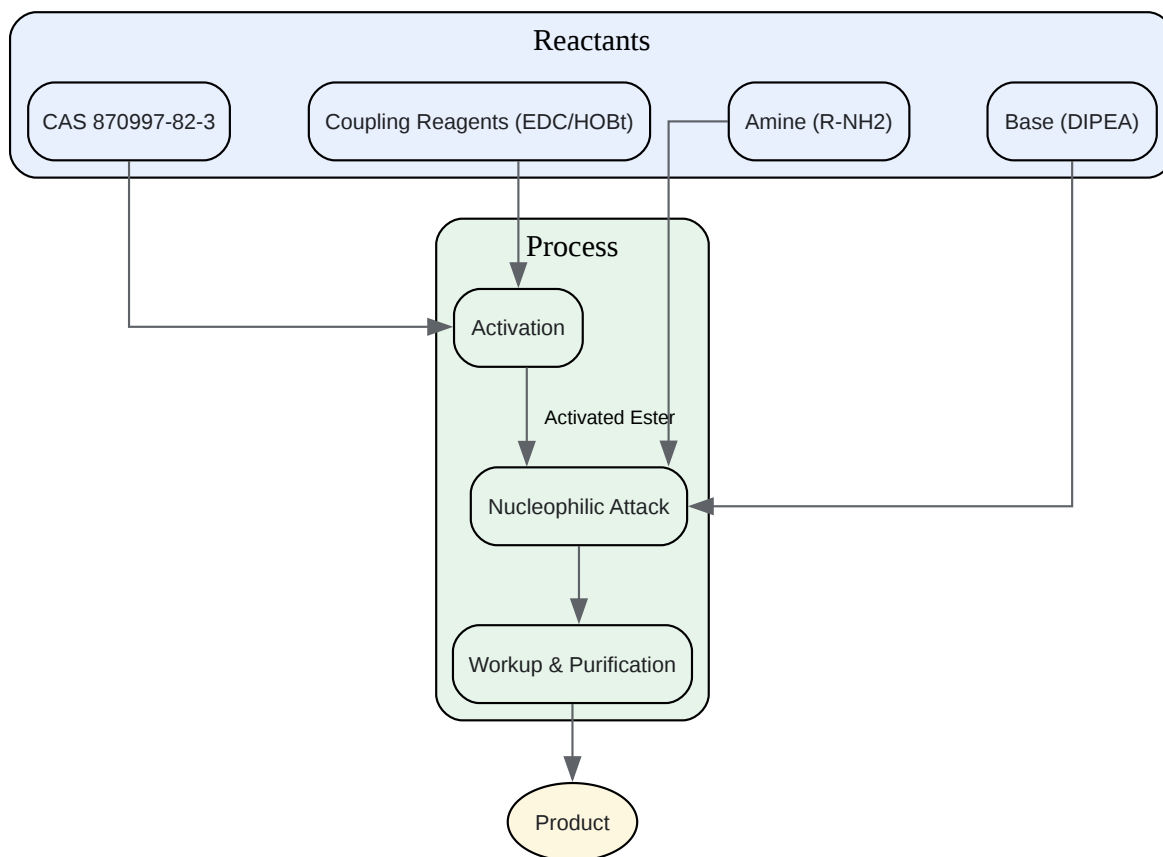 Reactants
CAS 870997-82-3
Coupling Reagents (EDC/HOBt)
Amine (R-NH2)
Base (DIPEA)
Process
Activation
Activated Ester
Nucleophilic Attack
Workup & Purification
Product